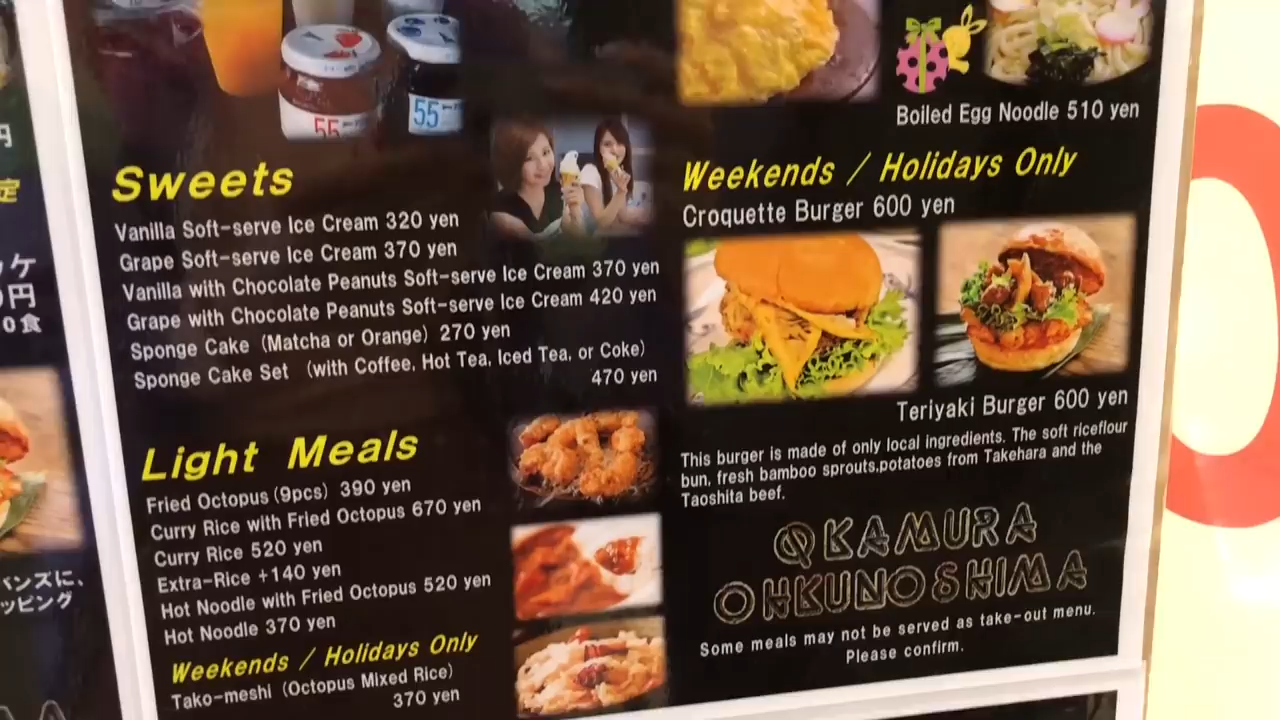 円
定
ッケ
0円
0食
バンズに、
ッピング
55
55
Sweets
Vanilla Soft-serve Ice Cream 320 yen
Grape Soft-serve Ice Cream 370 yen
Vanilla with Chocolate Peanuts Soft-serve Ice Cream 370 yen
Grape with Chocolate Peanuts Soft-serve Ice Cream 420 yen
Sponge Cake (Matcha or Orange) 270 yen
Sponge Cake Set (with Coffee, Hot Tea, Iced Tea, or Coke)
470 yen
Light Meals
Fried Octopus (9pcs) 390 yen
Curry Rice with Fried Octopus 670 yen
Curry Rice 520 yen
Extra-Rice +140 yen
Hot Noodle with Fried Octopus 520 yen
Hot Noodle 370 yen
Weekends / Holidays Only
Tako-meshi (Octopus Mixed Rice)
370 yen
Boiled Egg Noodle 510 yen
Weekends / Holidays Only
Croquette Burger 600 yen
Teriyaki Burger 600 yen
This burger is made of only local ingredients. The soft riceflour
bun, fresh bamboo sprouts,potatoes from Takehara and the
Taoshita beef.
OKAMURA
OHKUNOSHIMA
Some meals may not be served as take-out menu.
Please confirm.